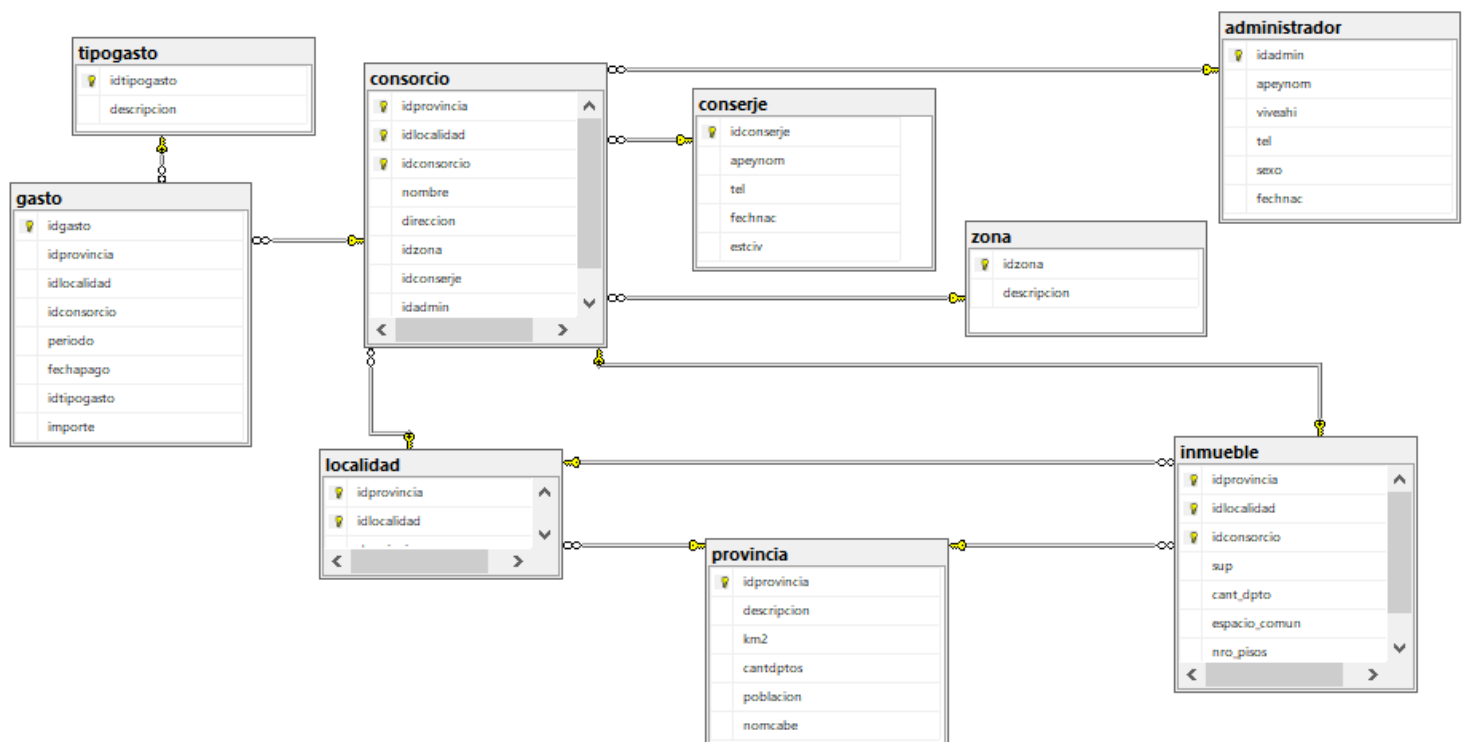 tipogasto
idtipogasto
descripcion
consorcio
idprovincia
idlocalidad
idconsorcio
nombre
direccion
idzona
idconserje
idadmin
conserje
idconserje
apeynom
tel
fechnac
estciv
administrador
idadmin
apeynom
viveahi
tel
sexo
fechnac
gasto
idgasto
idprovincia
idlocalidad
idconsorcio
periodo
fechapago
idtipogasto
importe
zona
idzona
descripcion
localidad
idprovincia
idlocalidad
provincia
idprovincia
descripcion
km2
cantdptos
poblacion
nomcabe
inmueble
idprovincia
idlocalidad
idconsorcio
sup
cant_dpto
espacio_comun
nro_pisos